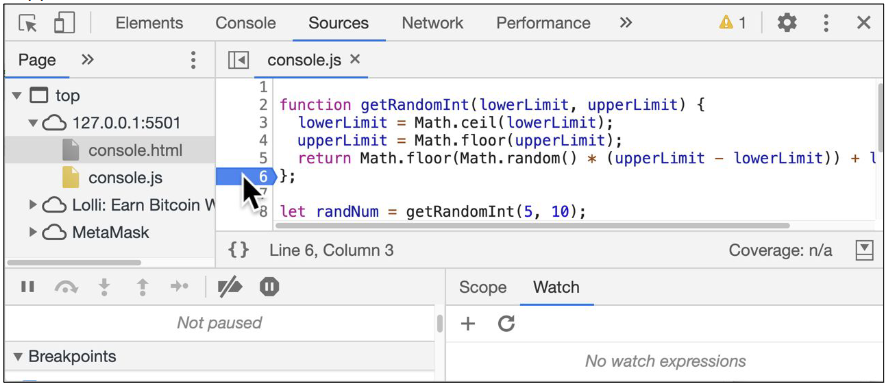 Elements Console Sources Network Performance » 1
Page » console.js ×
top
127.0.0.1:5501
console.html
console.js
Lolli: Earn Bitcoin W
MetaMask
1
2 function getRandomInt(lowerLimit, upperLimit) {
3 lowerLimit = Math.ceil(lowerLimit);
4 upperLimit = Math.floor(upperLimit);
5 return Math.floor(Math.random() * (upperLimit - lowerLimit)) + l
6 };
7
8 let randNum = getRandomInt(5, 10);
{} Line 6, Column 3 Coverage: n/a
Not paused
Breakpoints
Scope Watch
No watch expressions